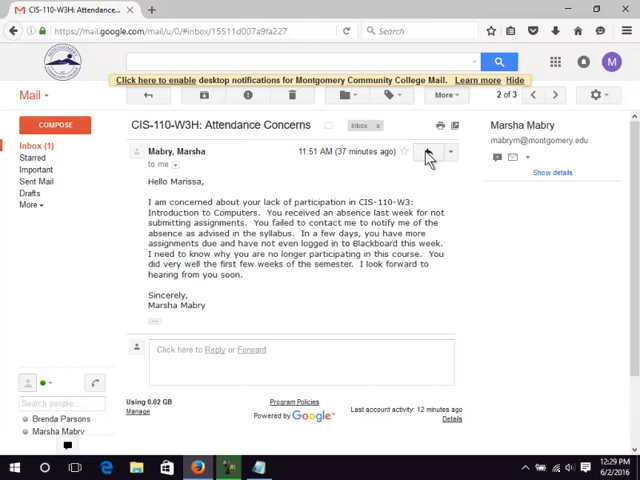 CIS-110-W3H: Attendance...
https://mail.google.com/mail/u/0/#inbox/15511d007a9fe227
Search
Click here to enable desktop notifications for Montgomery Community College Mail. Learn more Hide
M
Mail
More
2 of 3
COMPOSE
Inbox (1)
Starred
Important
Sent Mail
Drafts
More
CIS-110-W3H: Attendance Concerns
Inbox x
Mabry, Marsha
11:51 AM (37 minutes ago)
to me
Hello Marissa,
I am concerned about your lack of participation in CIS-110-W3:
Introduction to Computers. You received an absence last week for not
submitting assignments. You failed to contact me to notify me of the
absence as advised in the syllabus. In a few days, you have more
assignments due and have not even logged in to Blackboard this week.
I need to know why you are no longer participating in this course. You
did very well the first few weeks of the semester. I look forward to
hearing from you soon.
Sincerely,
Marsha Mabry
Click here to Reply or Forward
Marsha Mabry
mabrym@montgomery.edu
Show details
Using 0.02 GB
Manage
Program Policies
Powered by Google™
Last account activity: 12 minutes ago
Details
Search people...
Brenda Parsons
Marsha Mabry
12:29 PM
6/2/2016